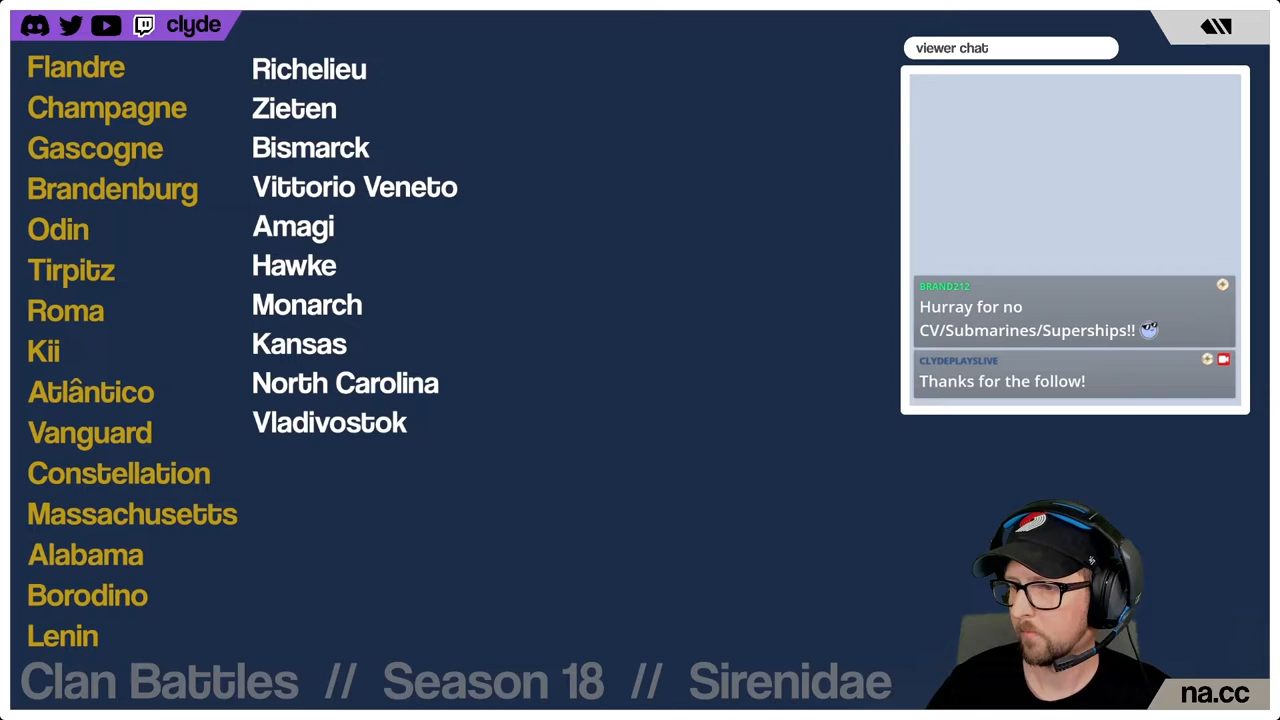 clyde
Flandre
Champagne
Gascogne
Brandenburg
Odin
Tirpitz
Roma
Kii
Atlântico
Vanguard
Constellation
Massachusetts
Alabama
Borodino
Lenin
Richelieu
Zieten
Bismarck
Vittorio Veneto
Amagi
Hawke
Monarch
Kansas
North Carolina
Vladivostok
viewer chat
BRAND212
Hurray for no
CV/Submarines/Superships!!
CLYDEPLAYSLIVE
Thanks for the follow!
Clan Battles // Season 18 // Sirenidae
na.cc